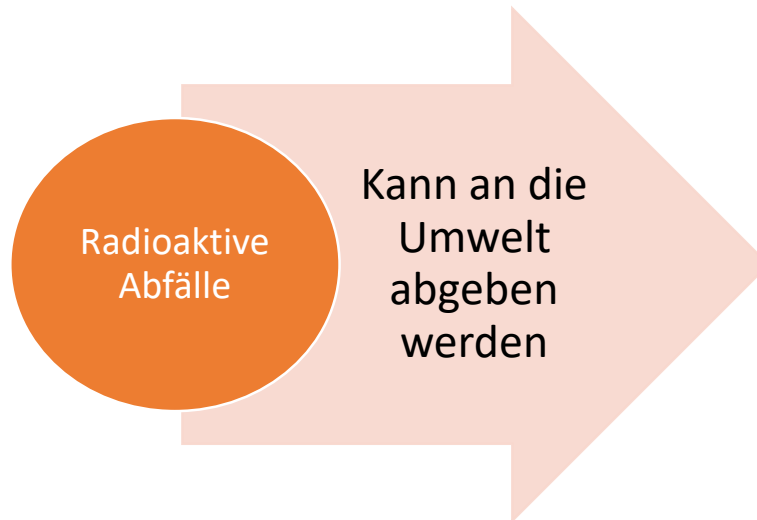 Radioaktive
Abfälle
Kann an die
Umwelt
abgeben
werden